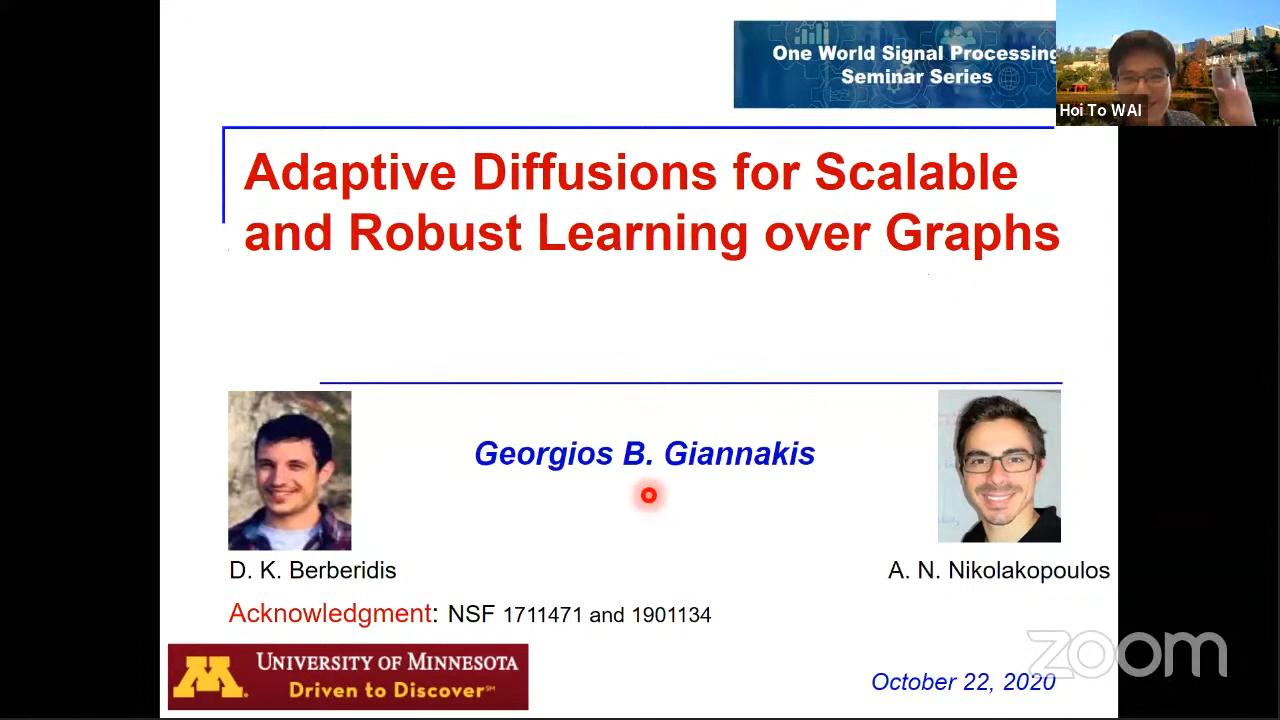 One World Signal Processing
Seminar Series
Hoi To WAI
Adaptive Diffusions for Scalable
and Robust Learning over Graphs
Georgios B. Giannakis
D. K. Berberidis
A. N. Nikolakopoulos
Acknowledgment: NSF 1711471 and 1901134
M
UNIVERSITY OF MINNESOTA
Driven to Discover℠
October 22, 2020
zoom